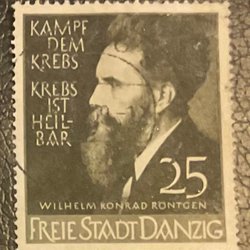 KAMPF
DEM
KREBS
KREBS
IST
HEIL-
BAR
25
WILHELM KONRAD RÖNTGEN
FREIE STADT DANZIG